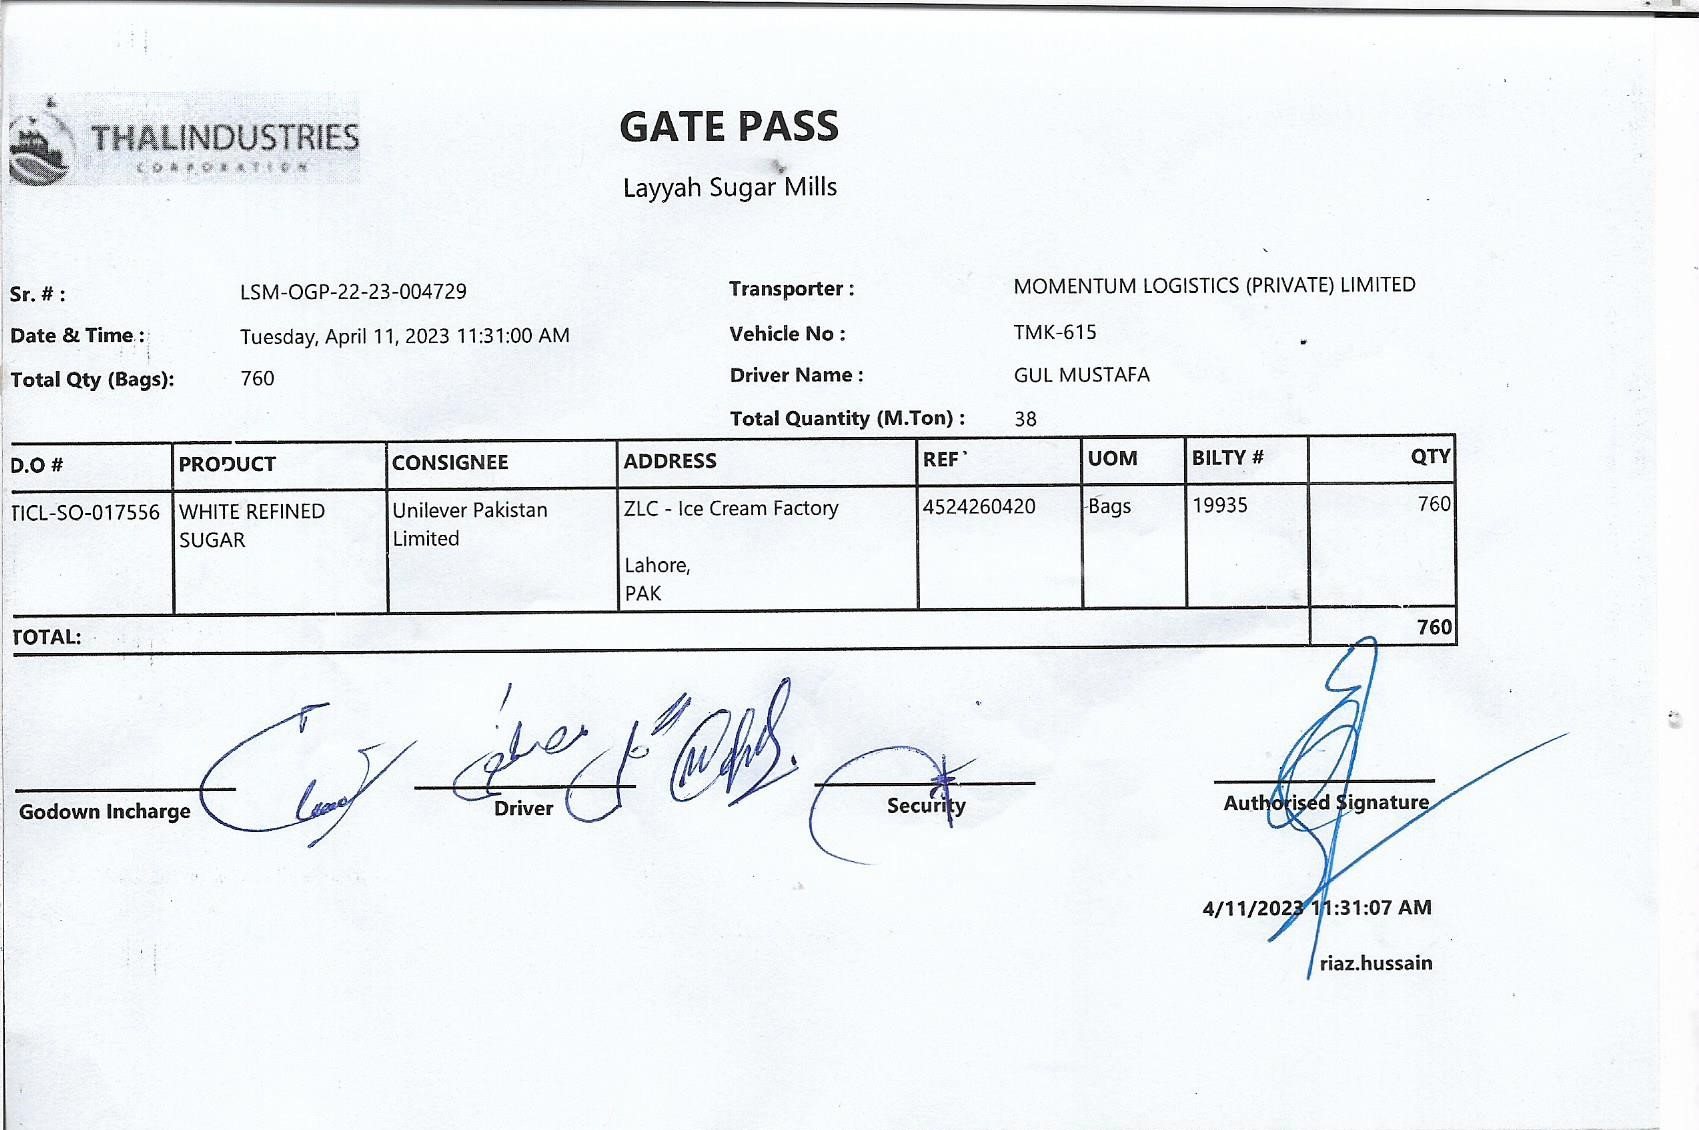 THALINDUSTRIES
CORPORATION
GATE PASS
Layyah Sugar Mills
Sr. # : LSM-OGP-22-23-004729
Transporter : MOMENTUM LOGISTICS (PRIVATE) LIMITED
Date & Time : Tuesday, April 11, 2023 11:31:00 AM
Vehicle No : TMK-615
Total Qty (Bags): 760
Driver Name : GUL MUSTAFA
Total Quantity (M.Ton) : 38
D.O # PRODUCT CONSIGNEE ADDRESS REF UOM BILTY # QTY
TICL-SO-017556 WHITE REFINED Unilever Pakistan ZLC - Ice Cream Factory 4524260420 Bags 19935 760
SUGAR Limited
Lahore,
PAK
TOTAL: 760
Godown Incharge Driver Security Authorised Signature
4/11/2023 11:31:07 AM
riaz.hussain